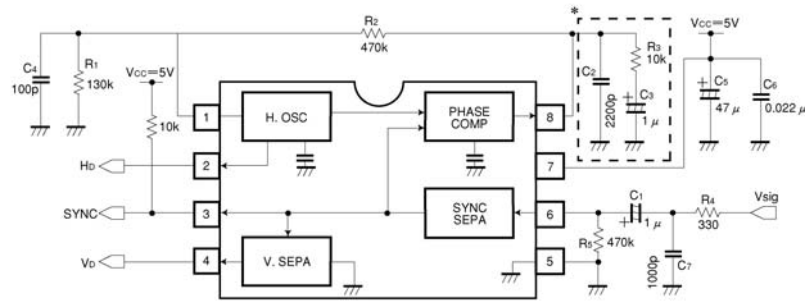 *
R2
470k
C4
100p
R1
130k
VCC=5V
10k
C2
2200p
R3
10k
C3
+
1 μ
VCC=5V
C5
+
47 μ
C6
0.022 μ
1
H. OSC
PHASE
COMP
8
HD
2
7
SYNC
3
SYNC
SEPA
6
C1
+
1 μ
R4
330
Vsig
VD
4
V. SEPA
5
R5
470k
1000p
C7